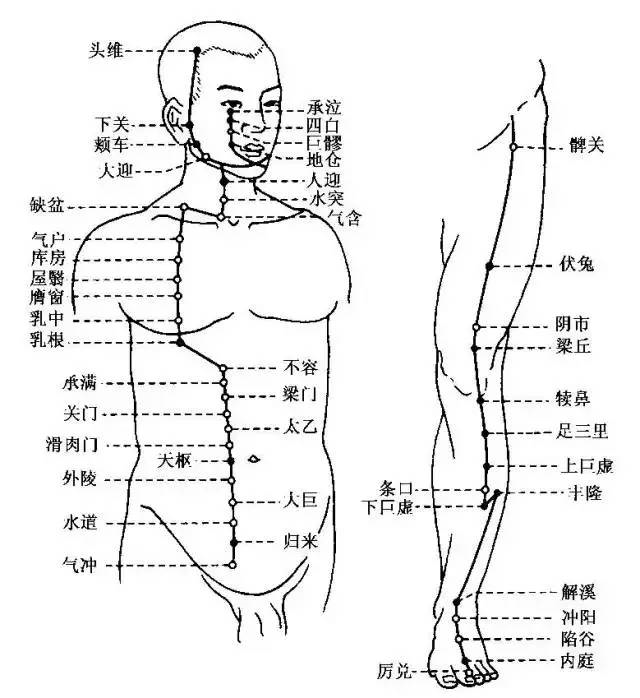 头维
下关
颊车
大迎
缺盆
气户
库房
屋翳
膺窗
乳中
乳根
承满
关门
滑肉门
天枢
外陵
水道
气冲
承泣
四白
巨髎
地仓
人迎
水突
气含
不容
梁门
太乙
大巨
归来
髀关
伏兔
阴市
梁丘
犊鼻
足三里
上巨虚
条口
下巨虚
丰隆
解溪
冲阳
陷谷
内庭
厉兑